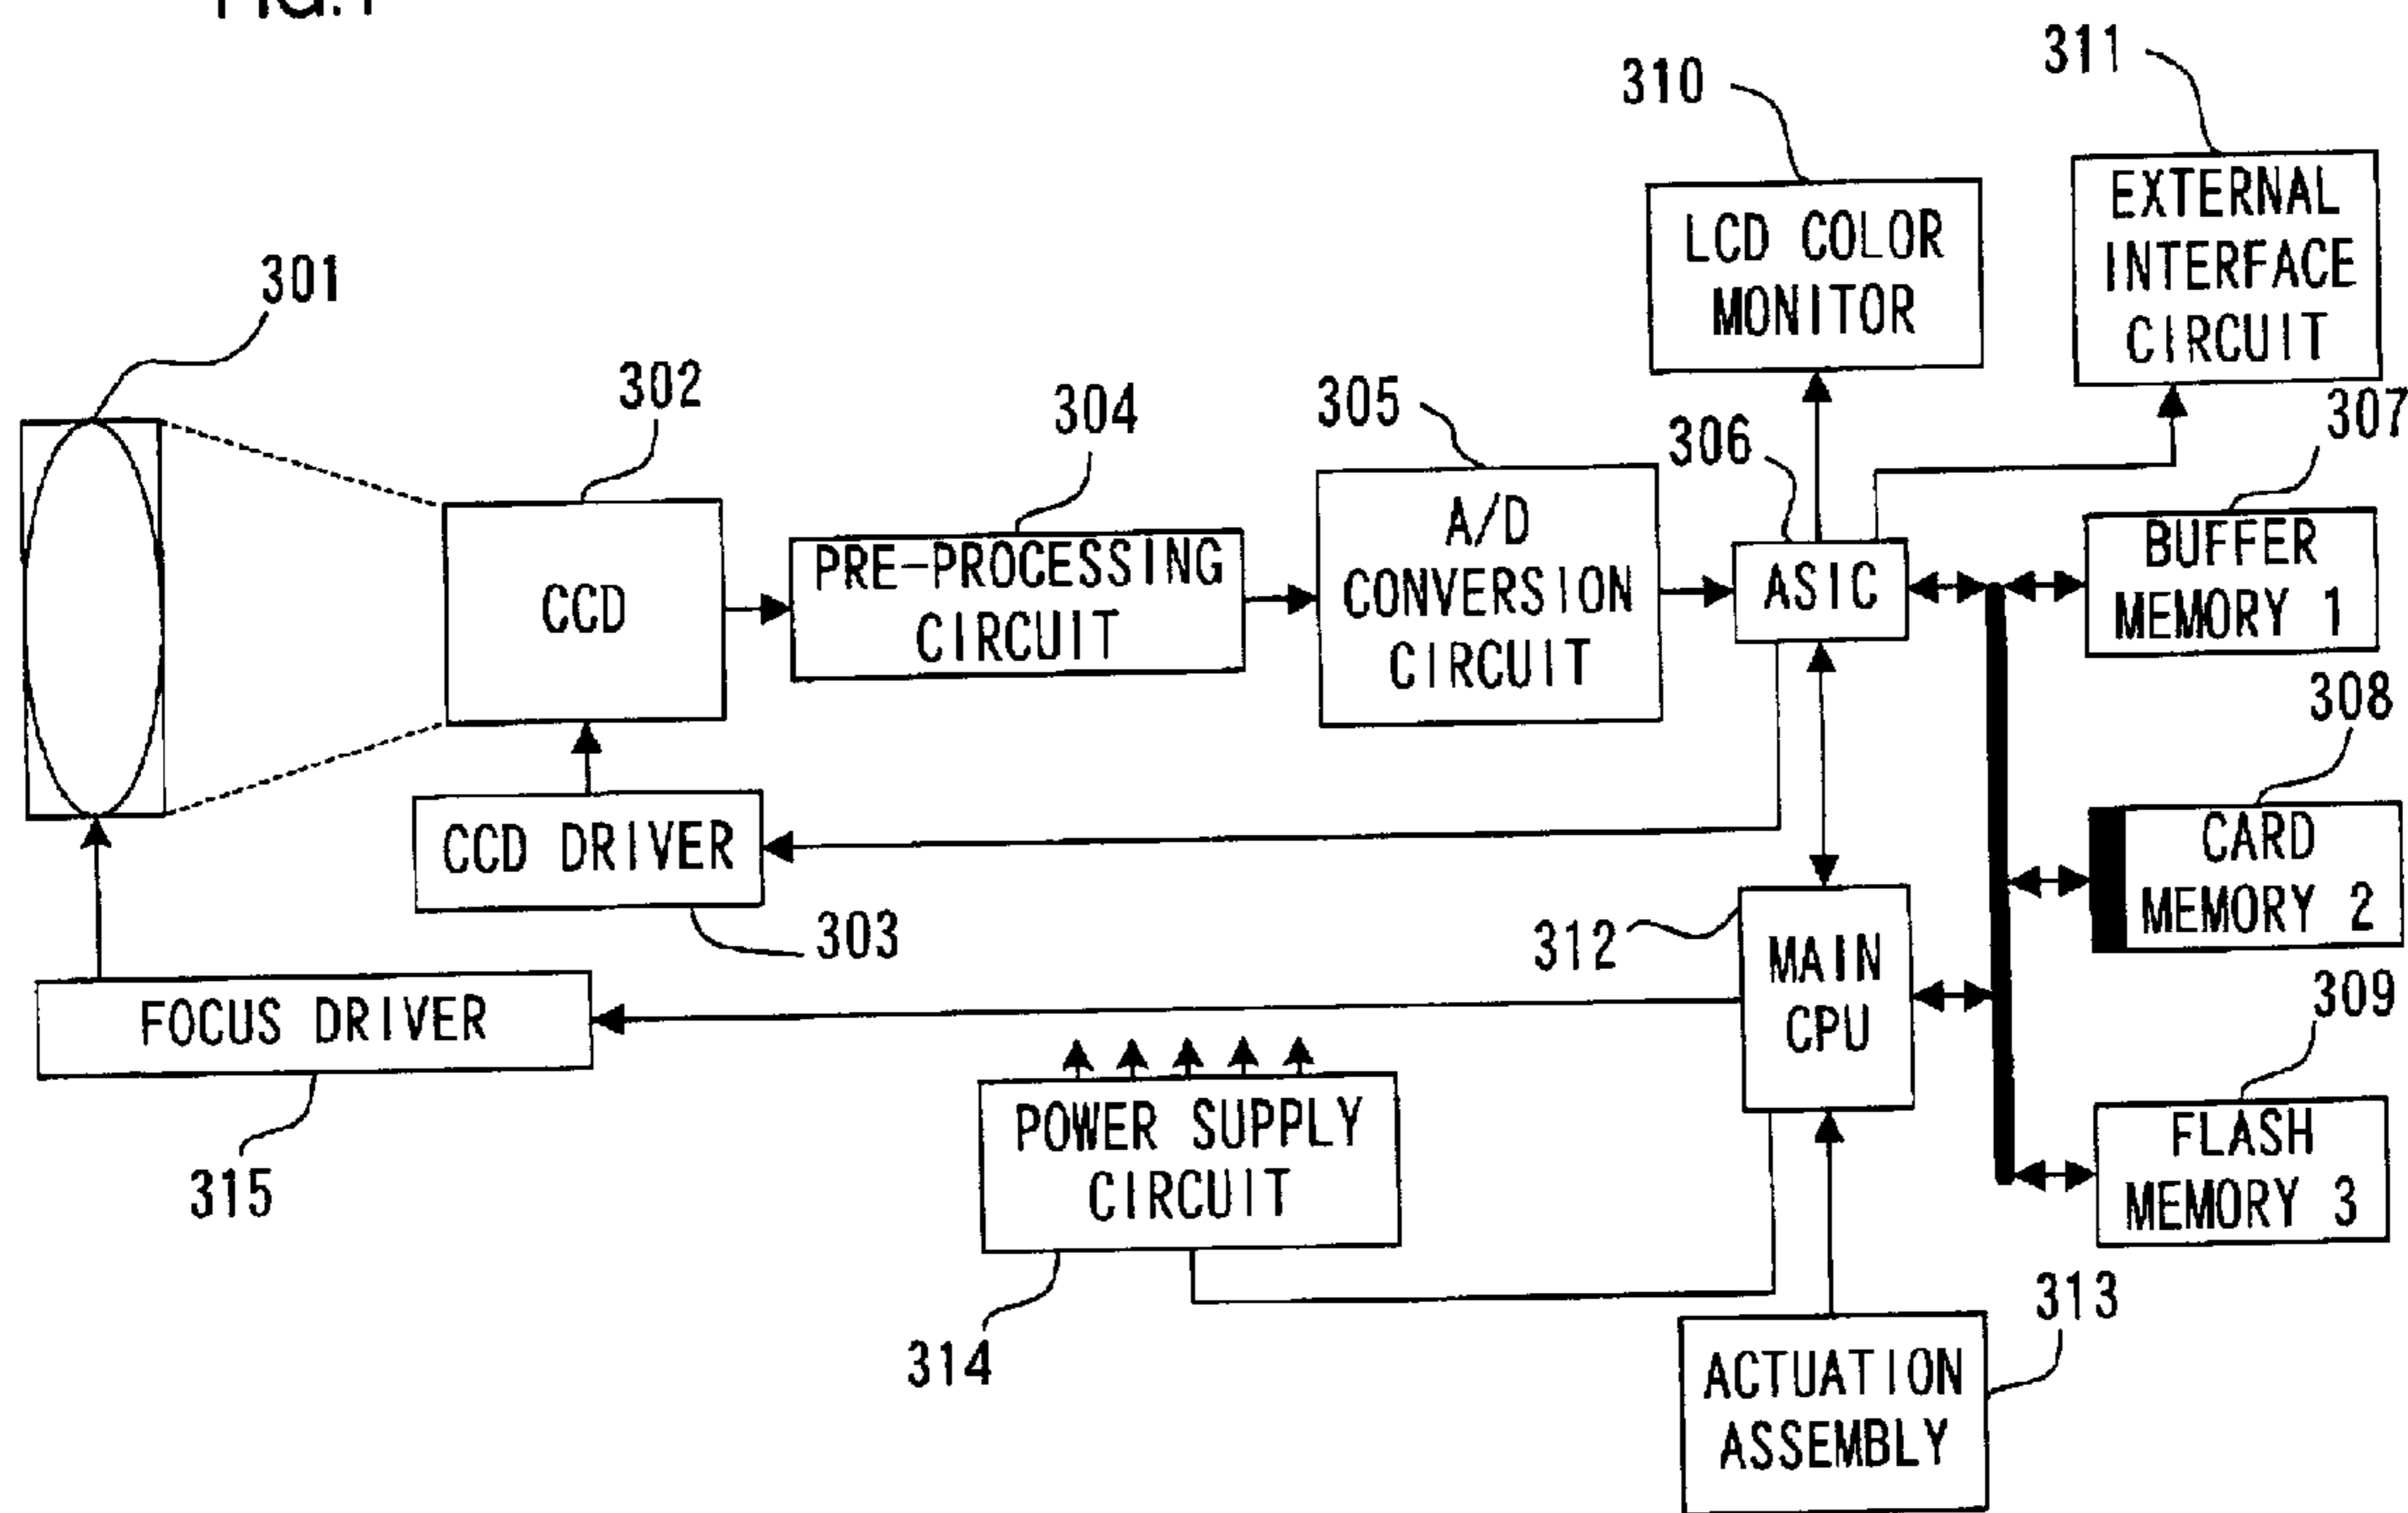 FIG.1
311
310
EXTERNAL
INTERFACE
CIRCUIT
LCD COLOR
MONITOR
301
302
304
305
306
307
A/D
CONVERSION
CIRCUIT
BUFFER
MEMORY 1
PRE-PROCESSING
CIRCUIT
ASIC
CCD
308
CARD
MEMORY 2
CCD DRIVER
303
312
MAIN
CPU
309
FOCUS DRIVER
POWER SUPPLY
CIRCUIT
FLASH
MEMORY 3
315
314
313
ACTUATION
ASSEMBLY